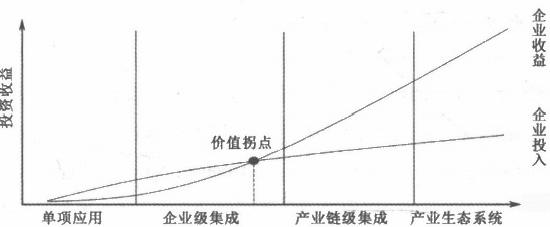 投资收益
企业收益
企业投入
价值拐点
单项应用
企业级集成
产业链级集成
产业生态系统